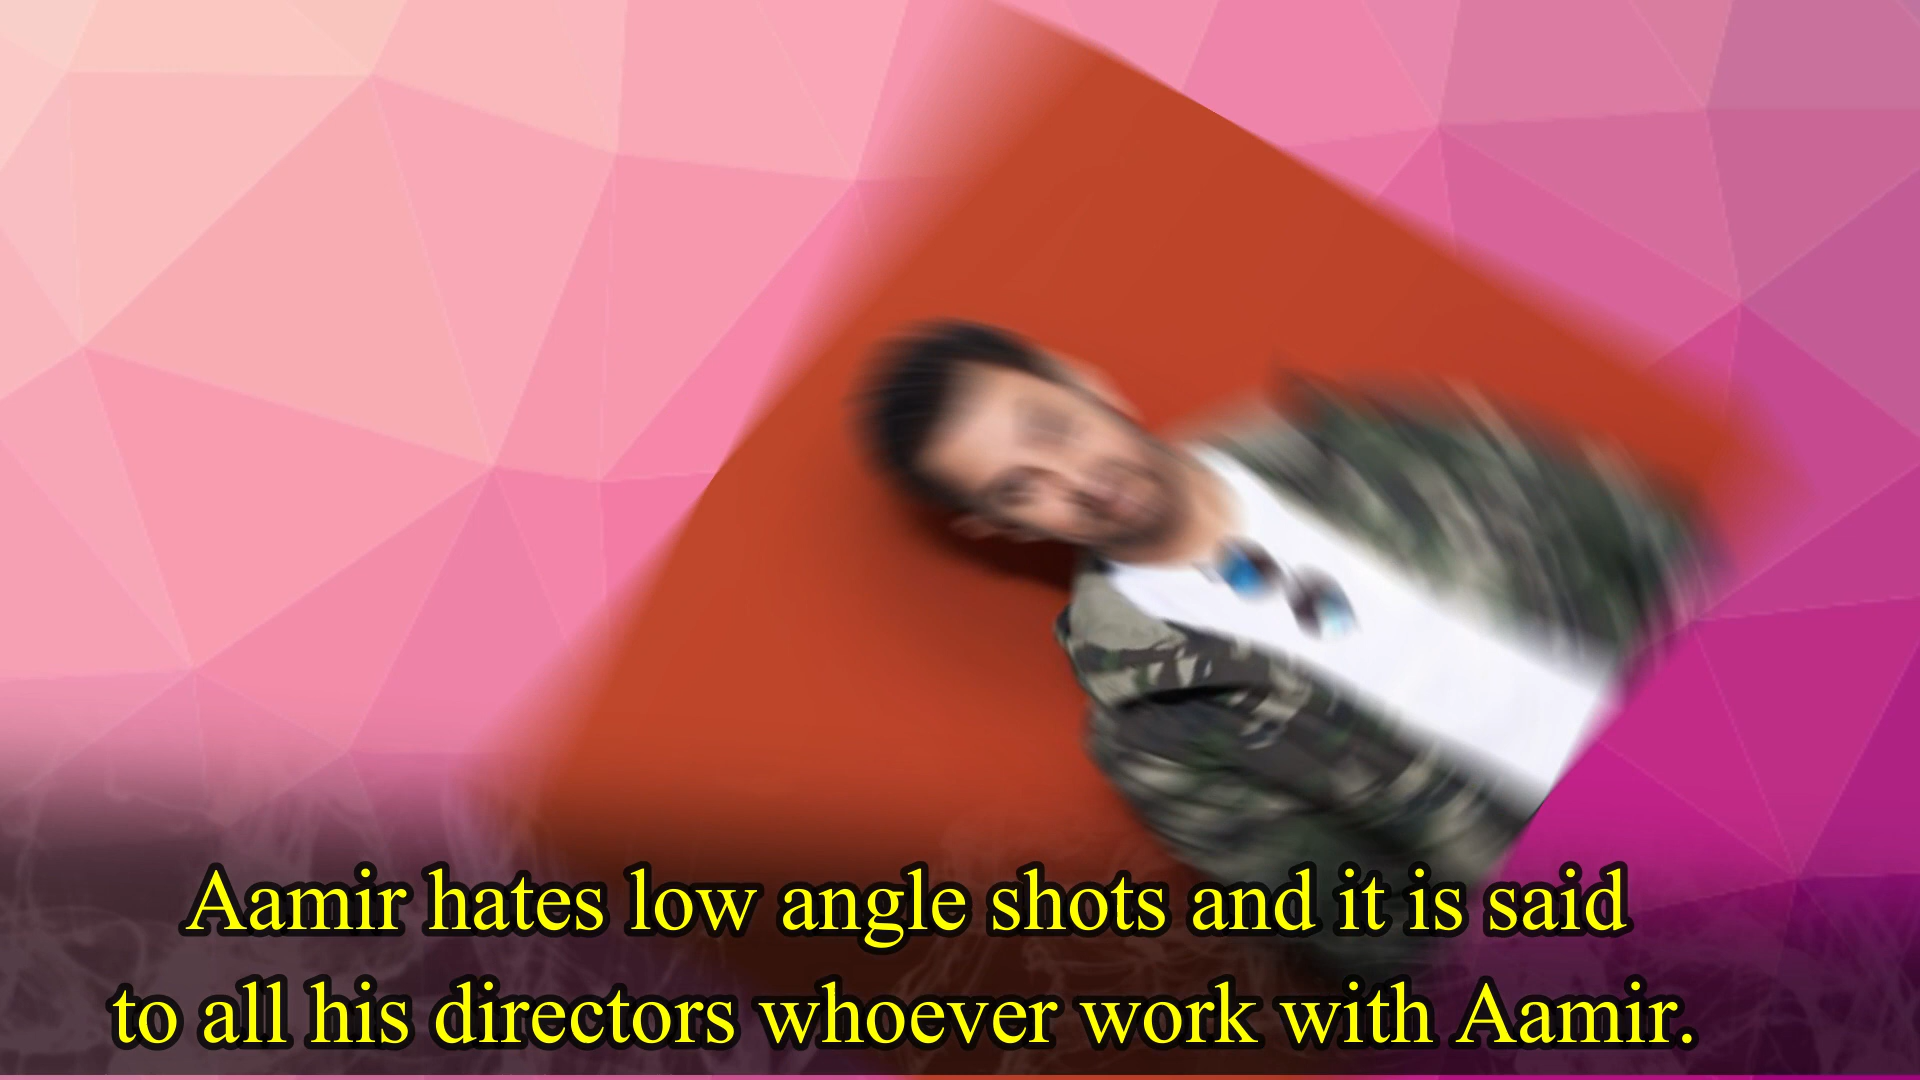 Aamir hates low angle shots and it is said
to all his directors whoever work with Aamir.